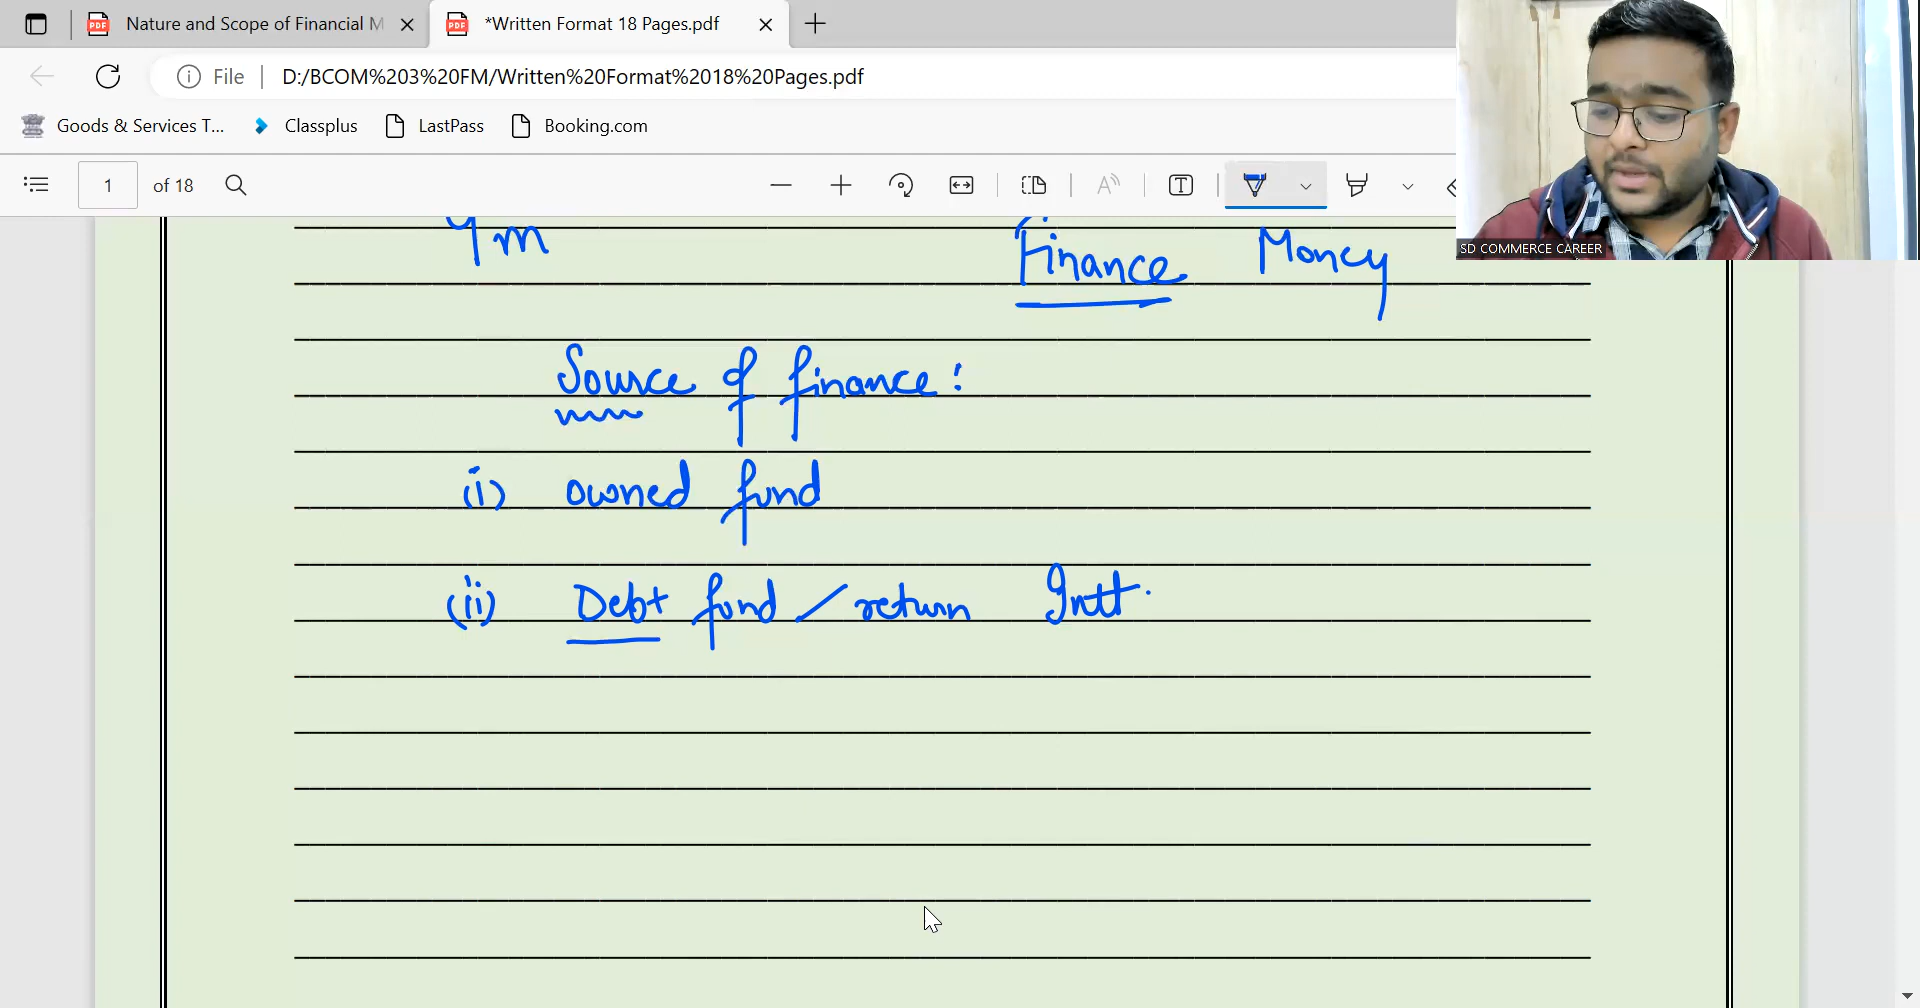 Nature and Scope of Financial M
*Written Format 18 Pages.pdf
File
D:/BCOM%203%20FM/Written%20Format%2018%20Pages.pdf
Goods & Services T... Classplus LastPass Booking.com
1 of 18
SD COMMERCE CAREER
m Finance Money
Source of finance:
(i) owned fund
(ii) Debt fund / return Intt.